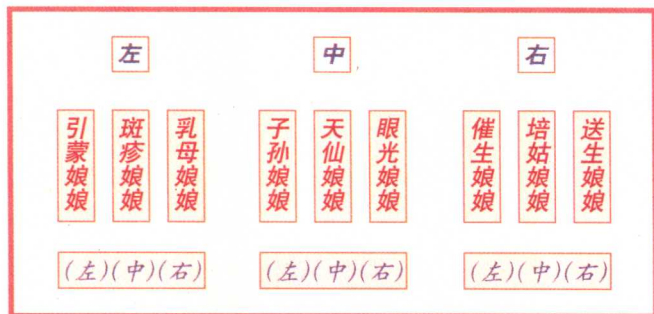 左 中 右
引蒙娘娘 斑疹娘娘 乳母娘娘 子孙娘娘 天仙娘娘 眼光娘娘 催生娘娘 培姑娘娘 送生娘娘
(左)(中)(右) (左)(中)(右) (左)(中)(右)